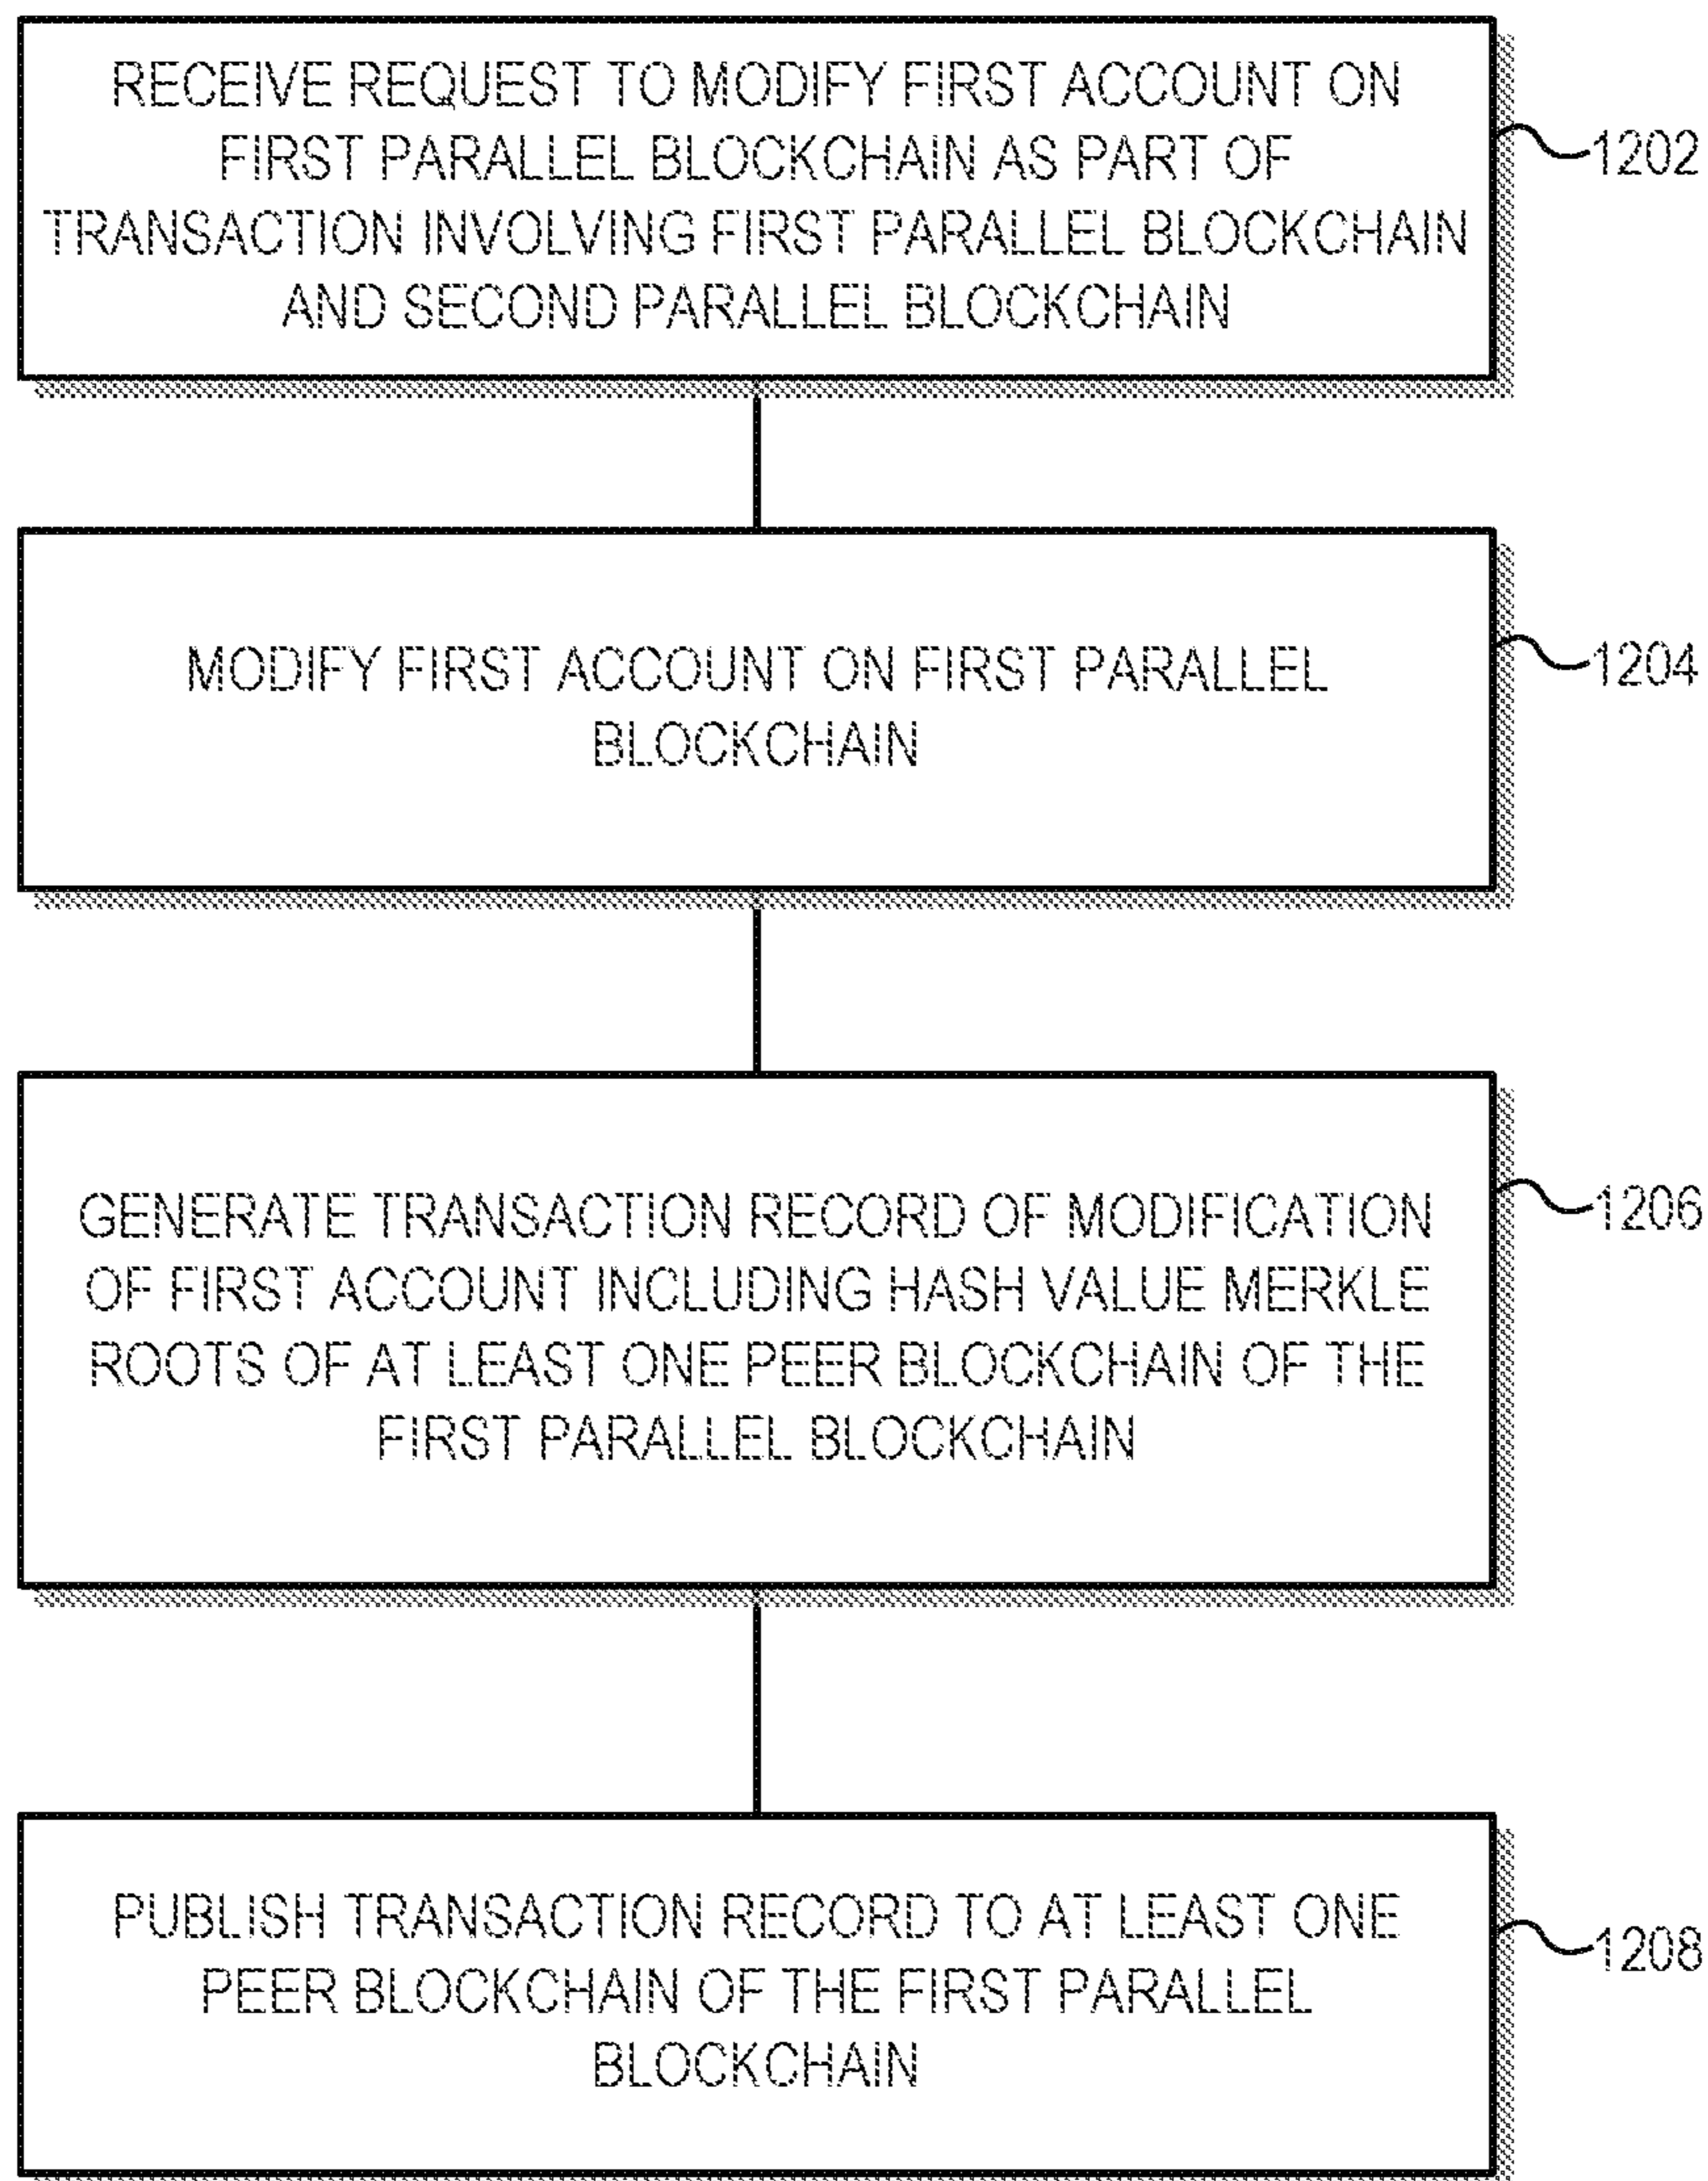 RECEIVE REQUEST TO MODIFY FIRST ACCOUNT ON
FIRST PARALLEL BLOCKCHAIN AS PART OF
TRANSACTION INVOLVING FIRST PARALLEL BLOCKCHAIN
AND SECOND PARALLEL BLOCKCHAIN
1202
MODIFY FIRST ACCOUNT ON FIRST PARALLEL
BLOCKCHAIN
1204
GENERATE TRANSACTION RECORD OF MODIFICATION
OF FIRST ACCOUNT INCLUDING HASH VALUE MERKLE
ROOTS OF AT LEAST ONE PEER BLOCKCHAIN OF THE
FIRST PARALLEL BLOCKCHAIN
1206
PUBLISH TRANSACTION RECORD TO AT LEAST ONE
PEER BLOCKCHAIN OF THE FIRST PARALLEL
BLOCKCHAIN
1208